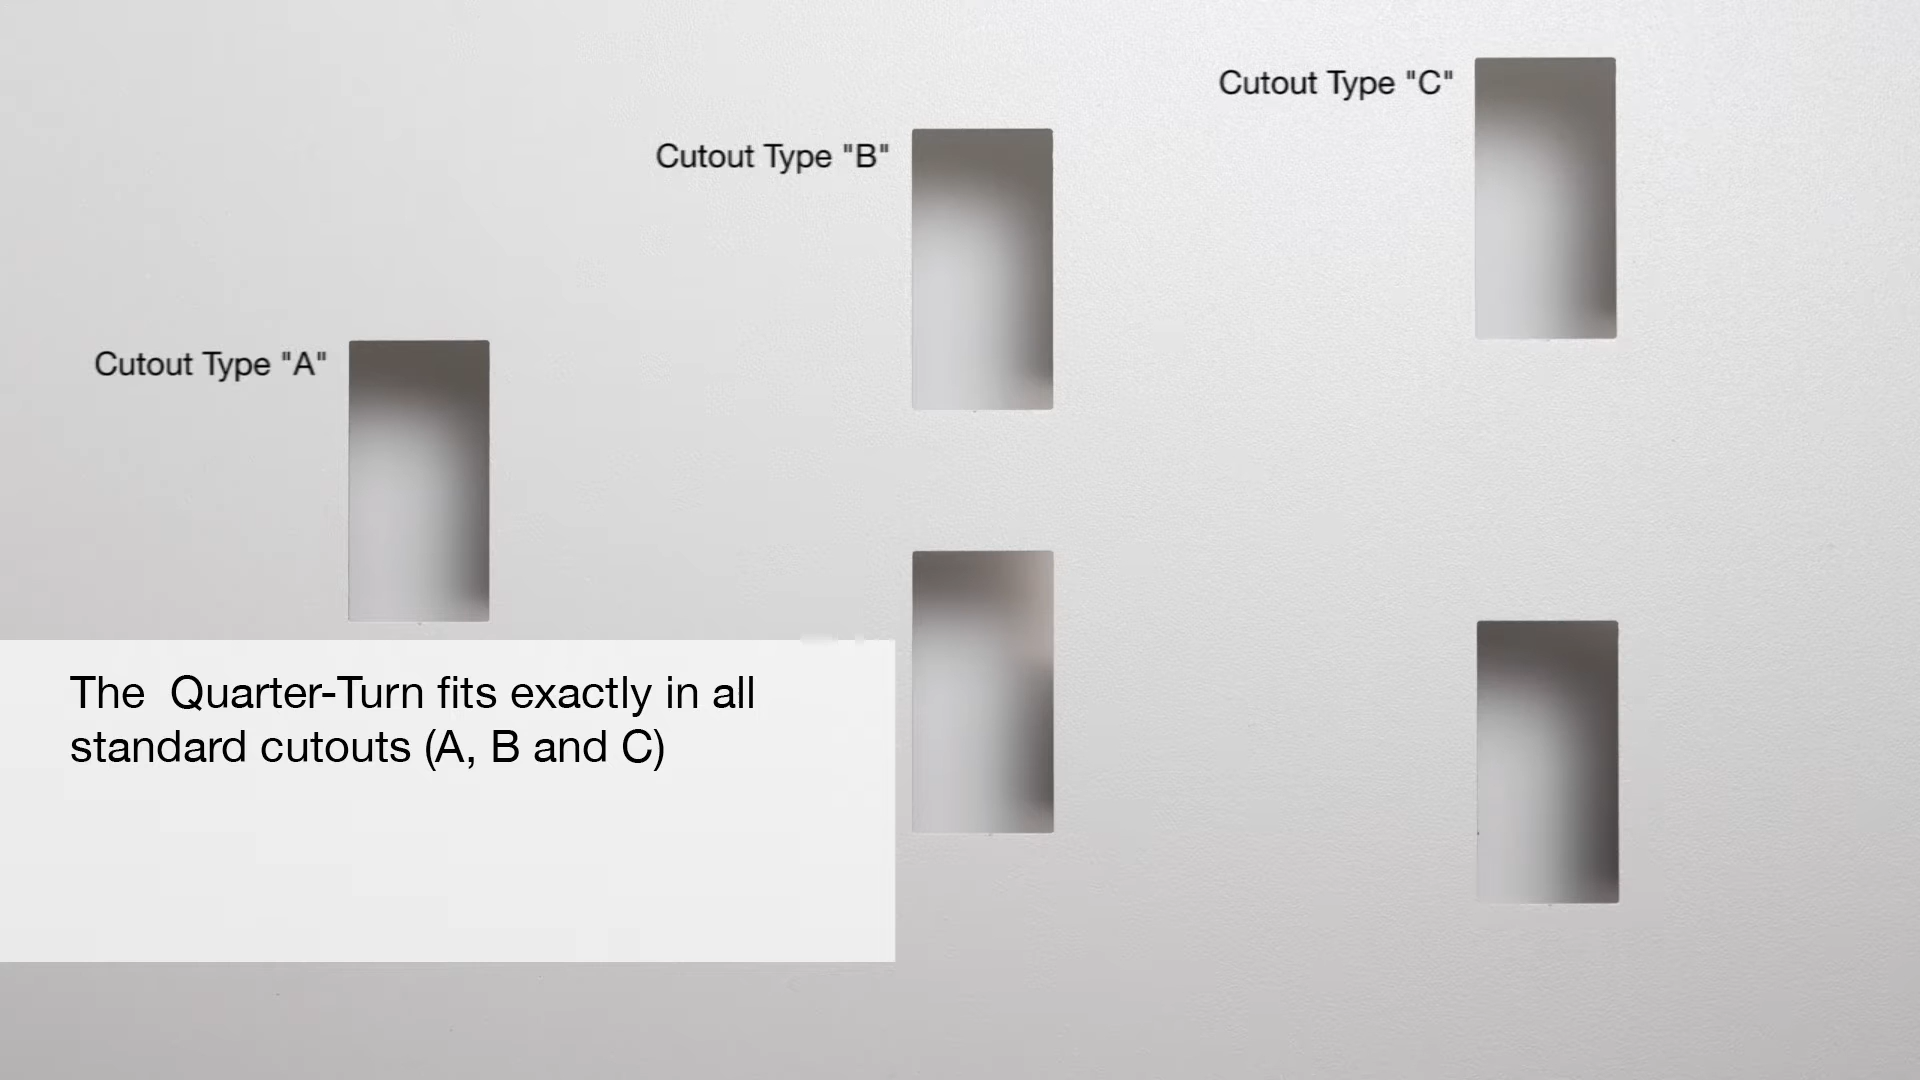 Cutout Type "C"
Cutout Type "B"
Cutout Type "A"
The  Quarter-Turn fits exactly in all
standard cutouts (A, B and C)